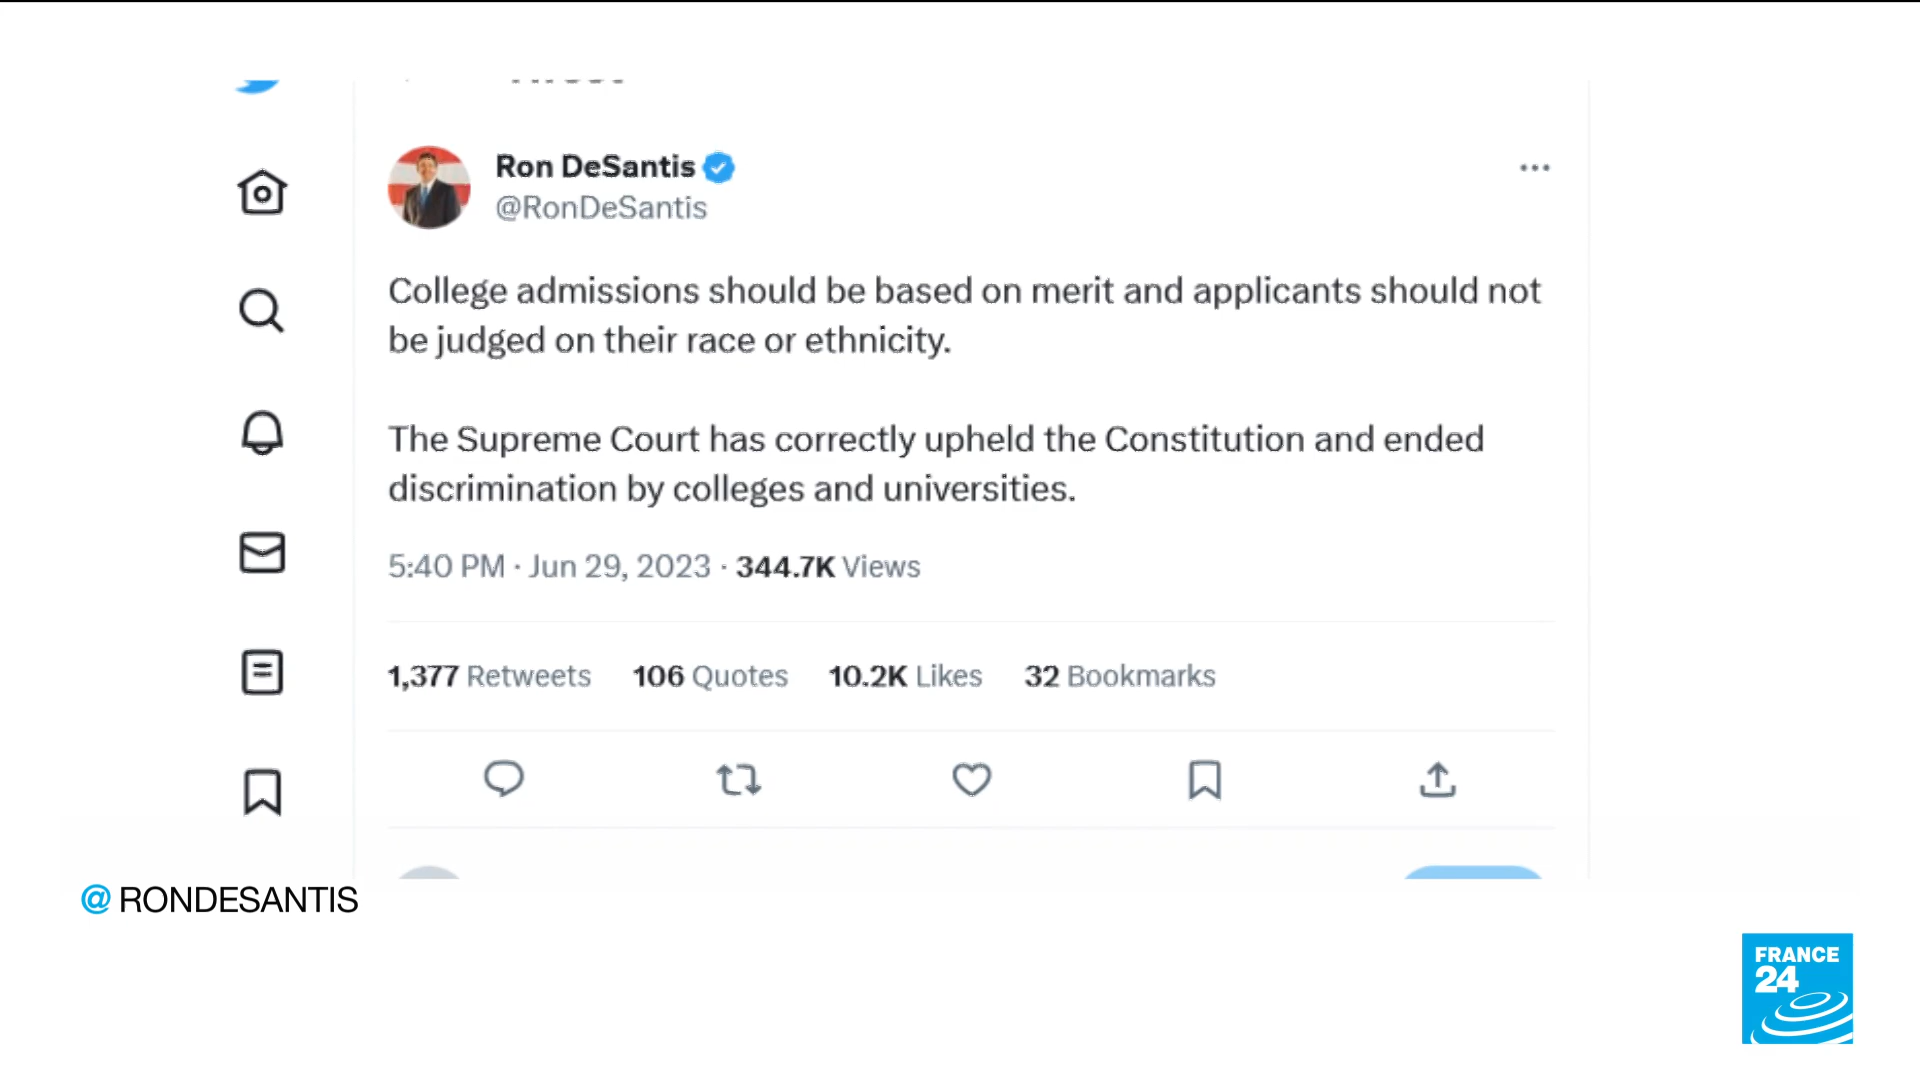 Ron DeSantis
@RonDeSantis
College admissions should be based on merit and applicants should not
be judged on their race or ethnicity.
The Supreme Court has correctly upheld the Constitution and ended
discrimination by colleges and universities.
5:40 PM · Jun 29, 2023 · 344.7K Views
1,377 Retweets 106 Quotes 10.2K Likes 32 Bookmarks
@ RONDESANTIS
FRANCE
24